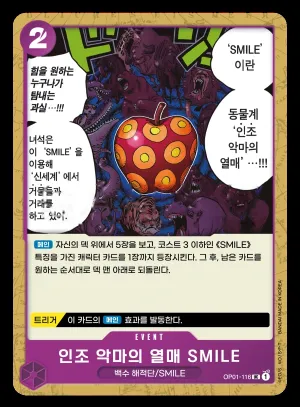 2
'SMILE'
이란
힘을 원하는
누구나가
탐내는
과실…!!!
동물계
'인조
악마의
열매'…!!!
녀석은
이 'SMILE'을
이용해
'신세계'에서
거물들과
거래를
하고 있어.
메인 자신의 덱 위에서 5장을 보고, 코스트 3 이하인 《SMILE》
특징을 가진 캐릭터 카드를 1장까지 등장시킨다. 그 후, 남은 카드를
원하는 순서대로 덱 맨 아래로 되돌린다.
트리거 이 카드의 메인 효과를 발동한다.
EVENT
인조 악마의 열매 SMILE
백수 해적단/SMILE
OP01-116